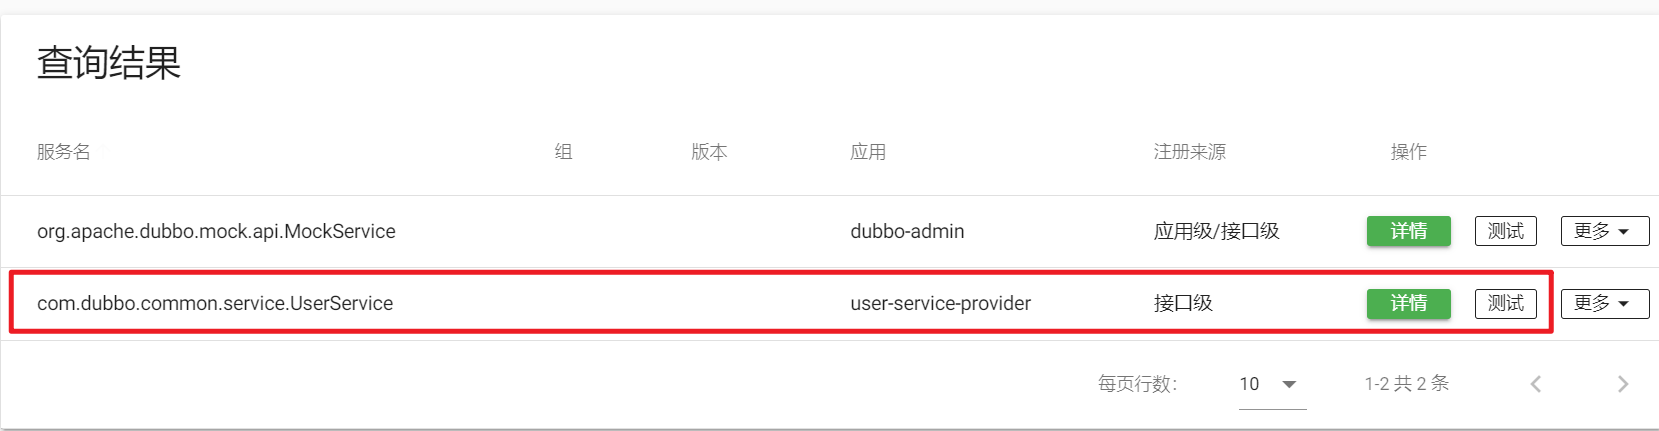 查询结果
服务名 组 版本 应用 注册来源 操作
org.apache.dubbo.mock.api.MockService dubbo-admin 应用级/接口级 详情 测试 更多
com.dubbo.common.service.UserService user-service-provider 接口级 详情 测试 更多
每页行数: 10 1-2 共 2 条